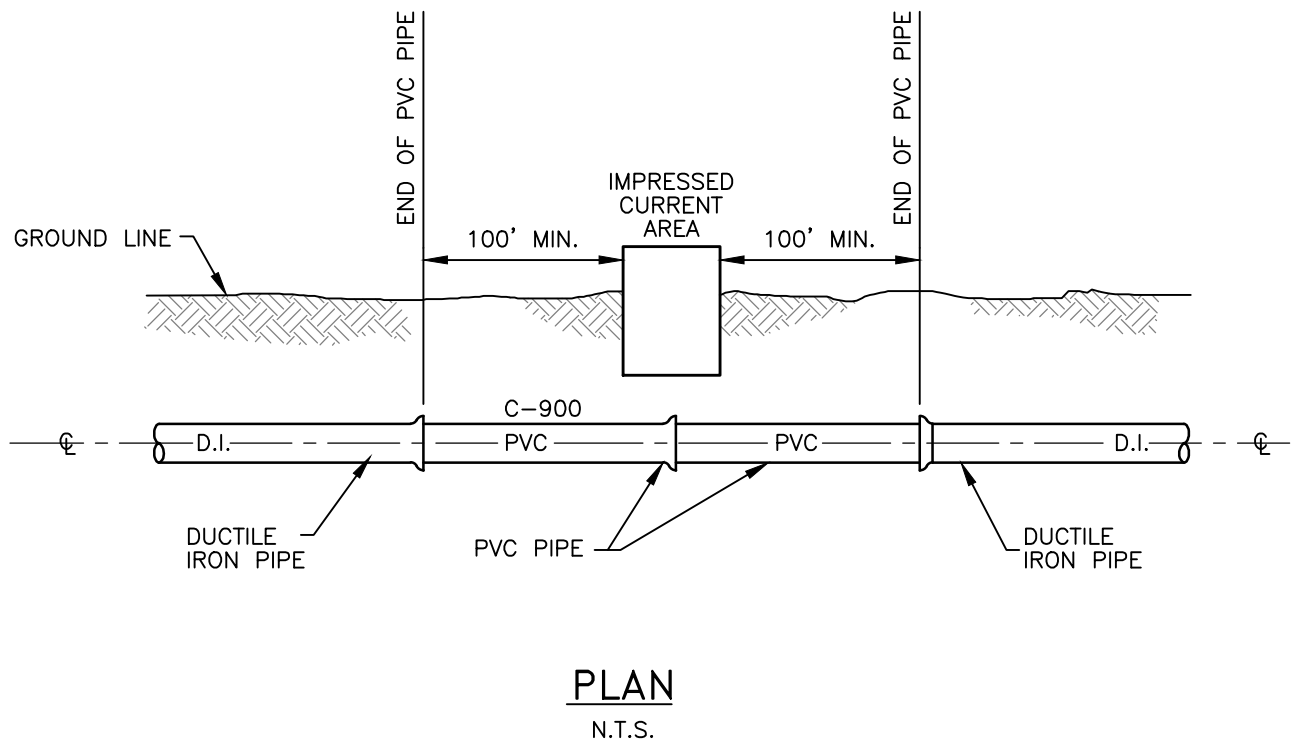 END OF PVC PIPE
END OF PVC PIPE
IMPRESSED
CURRENT
AREA
GROUND LINE
100' MIN.
100' MIN.
C-900
℄
D.I.
PVC
PVC
D.I.
℄
DUCTILE
IRON PIPE
PVC PIPE
DUCTILE
IRON PIPE
PLAN
N.T.S.